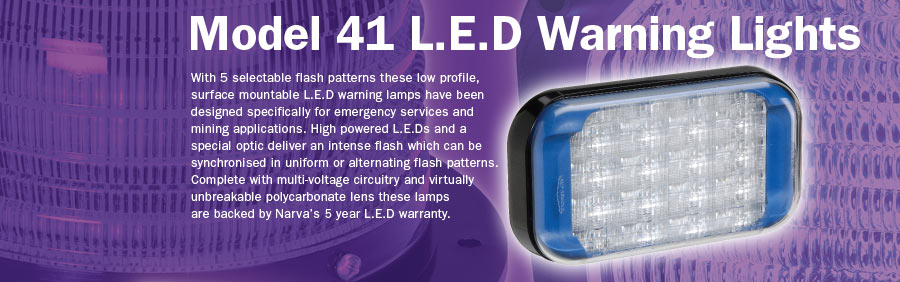 Model 41 L.E.D Warning Lights
With 5 selectable flash patterns these low profile,
surface mountable L.E.D warning lamps have been
designed specifically for emergency services and
mining applications. High powered L.E.Ds and a
special optic deliver an intense flash which can be
synchronised in uniform or alternating flash patterns.
Complete with multi-voltage circuitry and virtually
unbreakable polycarbonate lens these lamps
are backed by Narva's 5 year L.E.D warranty.